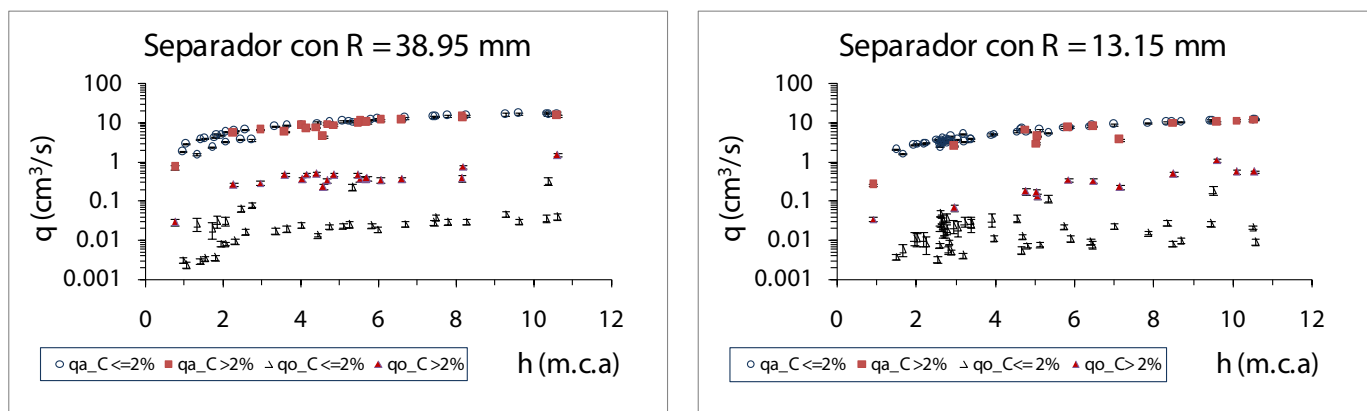 Separador con R = 38.95 mm
q (cm³/s)
100
10
1
0.1
0.01
0.001
0 2 4 6 8 10 12
h (m.c.a)
qa_C <=2% qa_C >2% qo_C <=2% qo_C >2%
Separador con R = 13.15 mm
q (cm³/s)
100
10
1
0.1
0.01
0.001
0 2 4 6 8 10 12
h (m.c.a)
qa_C <=2% qa_C >2% qo_C<= 2% qo_C> 2%